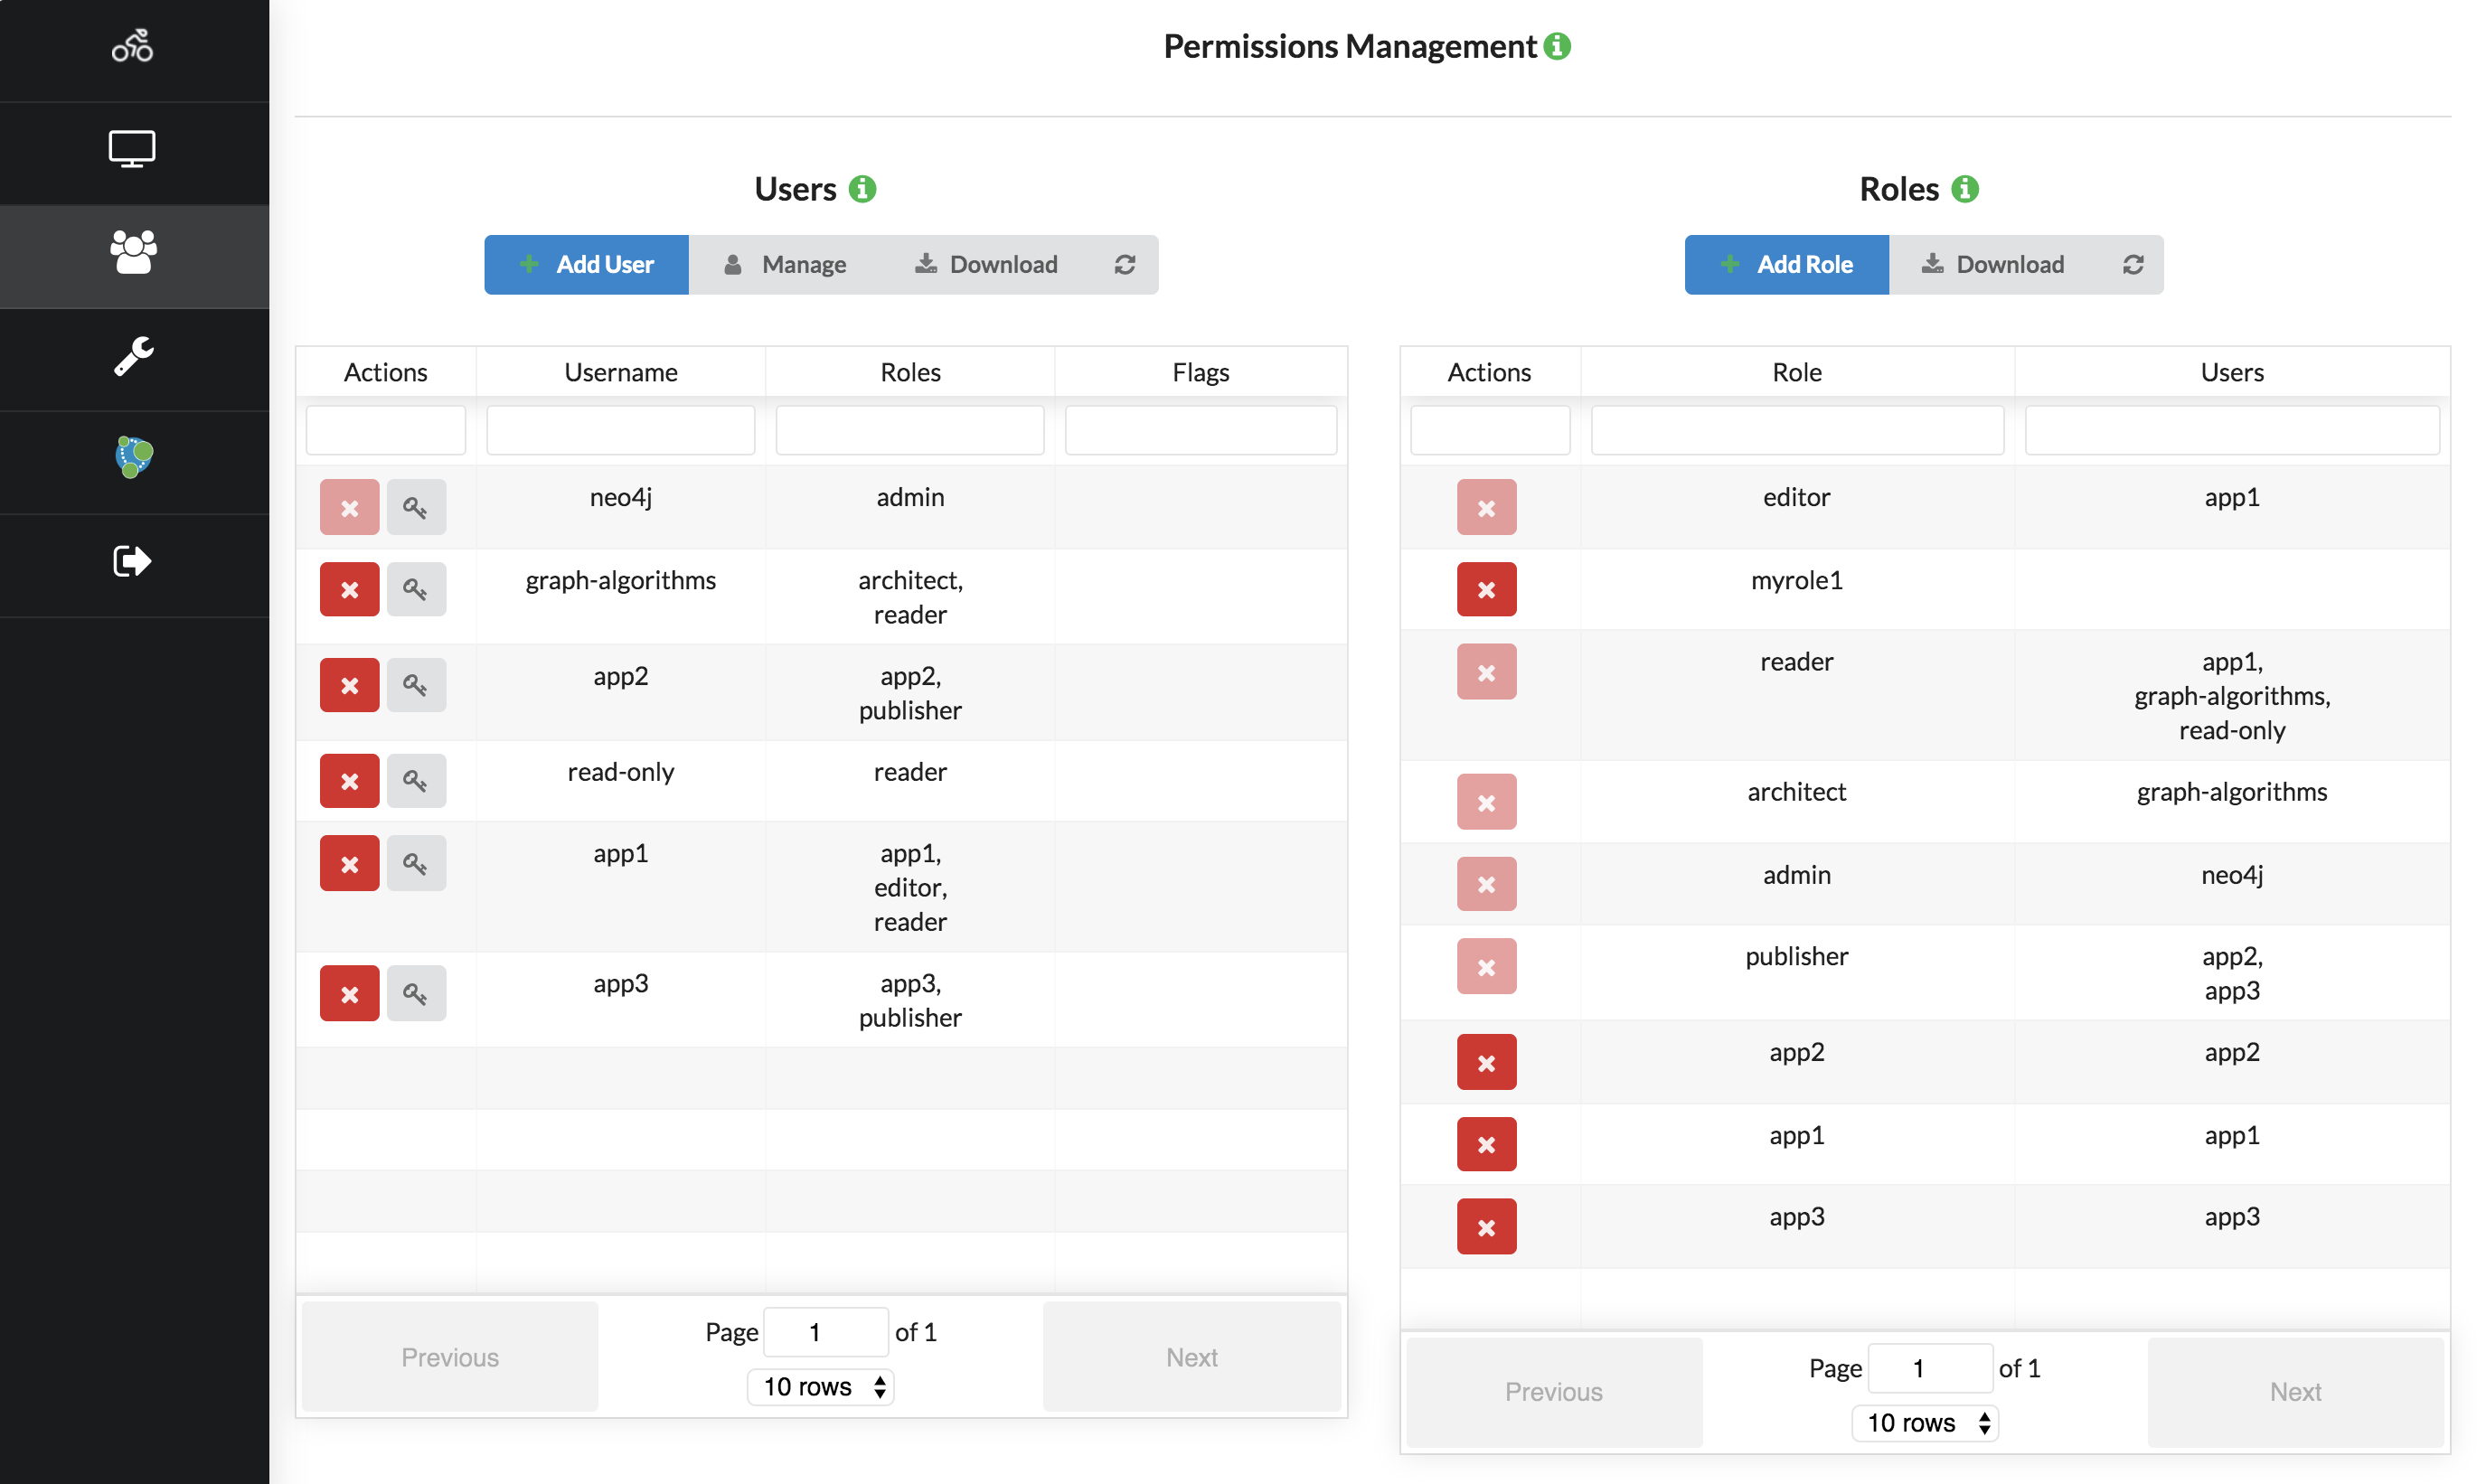 Permissions Management
Users
Add User Manage Download
Actions Username Roles Flags
neo4j admin
graph-algorithms architect,
reader
app2 app2,
publisher
read-only reader
app1 app1,
editor,
reader
app3 app3,
publisher
Previous Page 1 of 1 Next
10 rows
Roles
Add Role Download
Actions Role Users
editor app1
myrole1
reader app1,
graph-algorithms,
read-only
architect graph-algorithms
admin neo4j
publisher app2,
app3
app2 app2
app1 app1
app3 app3
Previous Page 1 of 1 Next
10 rows